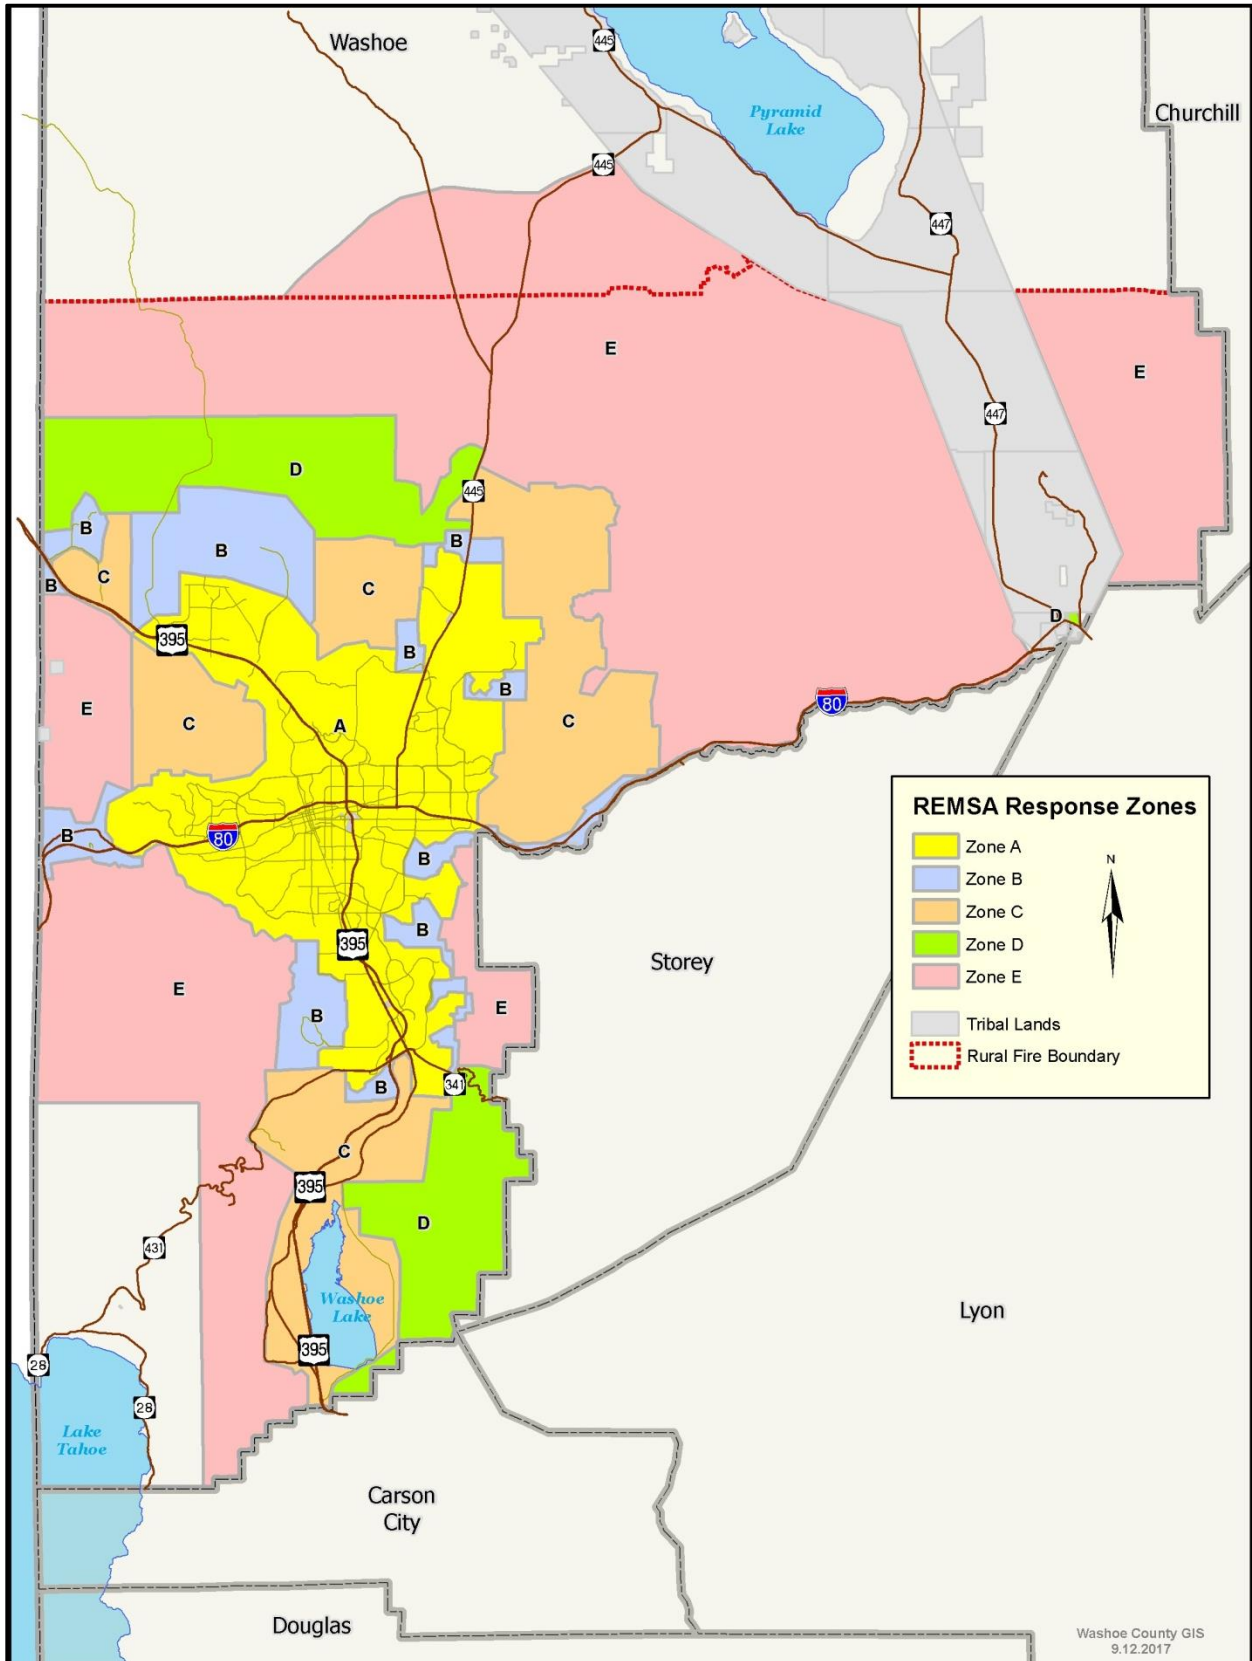 Washoe
445
Pyramid
Lake
Churchill
445
447
E
E
447
D
445
B
B
B
C
B
C
D
B
395
B
B
E
C
A
C
80
B
80
B
B
395
Storey
E
B
E
B
341
C
395
D
431
Washoe
Lake
395
Lyon
28
28
Lake
Tahoe
Carson
City
Douglas
REMSA Response Zones
Zone A
Zone B
Zone C
Zone D
Zone E
Tribal Lands
Rural Fire Boundary
N
Washoe County GIS
9.12.2017